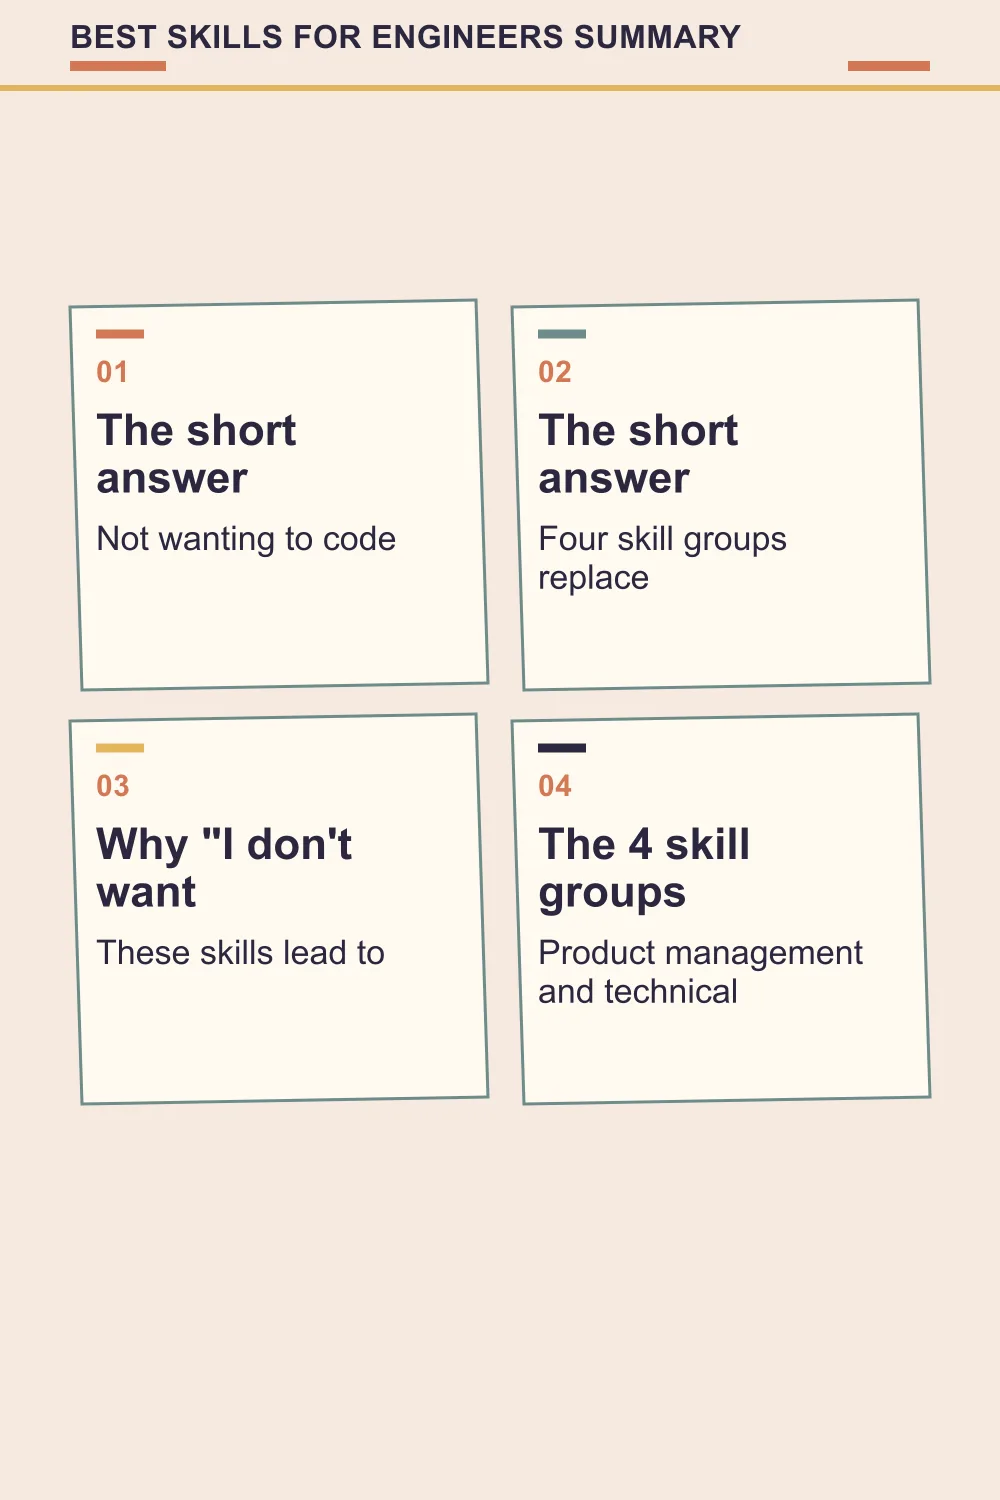 BEST SKILLS FOR ENGINEERS SUMMARY
01
The short
answer
Not wanting to code
02
The short
answer
Four skill groups
replace
03
Why "I don't
want
These skills lead to
04
The 4 skill
groups
Product management
and technical